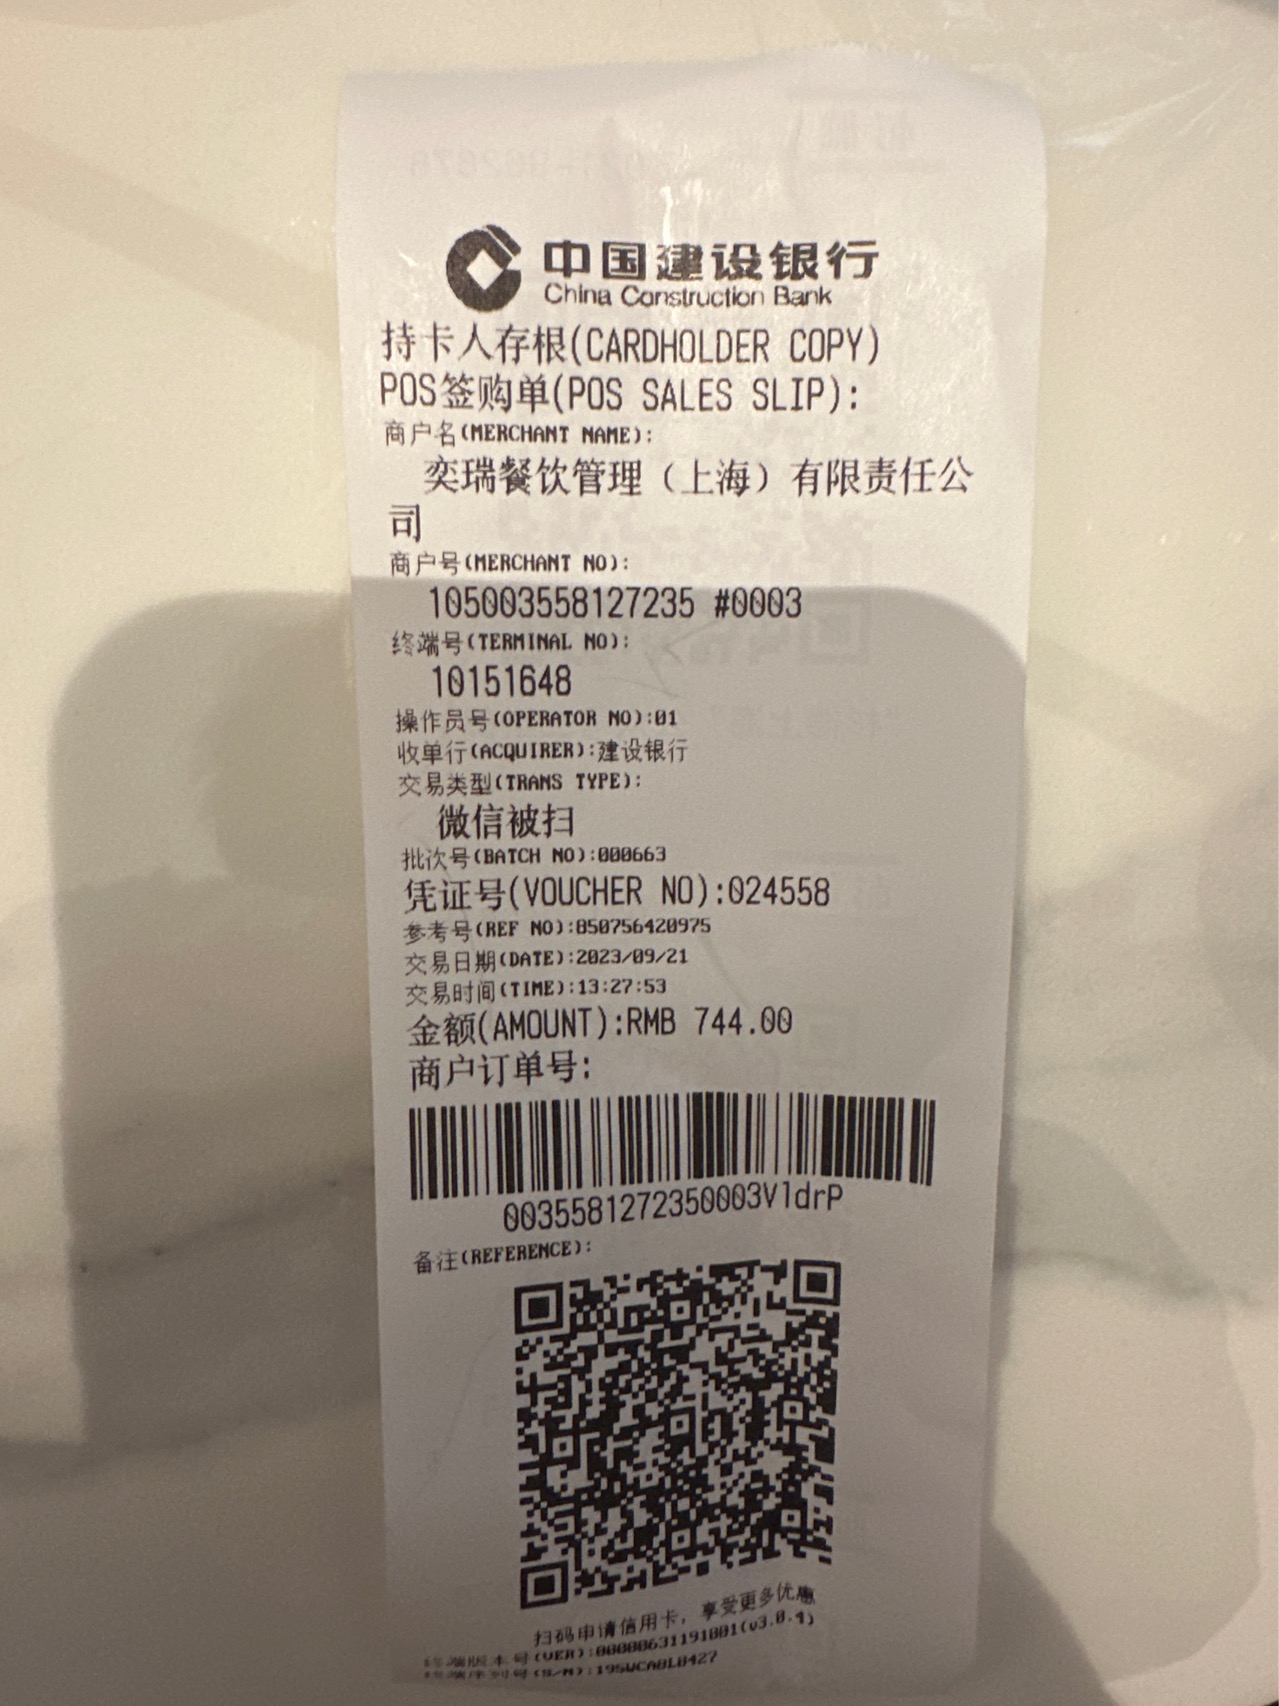 中国建设银行
China Construction Bank
持卡人存根(CARDHOLDER COPY)
POS签购单(POS SALES SLIP):
商户名(MERCHANT NAME):
奕瑞餐饮管理（上海）有限责任公
司
商户号(MERCHANT NO):
105003558127235 #0003
终端号(TERMINAL NO):
10151648
操作员号(OPERATOR NO):01
收单行(ACQUIRER):建设银行
交易类型(TRANS TYPE):
微信被扫
批次号(BATCH NO):000663
凭证号(VOUCHER NO):024558
参考号(REF NO):850756420975
交易日期(DATE):2023/09/21
交易时间(TIME):13:27:53
金额(AMOUNT):RMB 744.00
商户订单号:
0035581272350003VldrP
备注(REFERENCE):
扫码申请信用卡，享受更多优惠
终端版本号(VER):00000631191001(v3.0.4)
终端序列号(S/N):